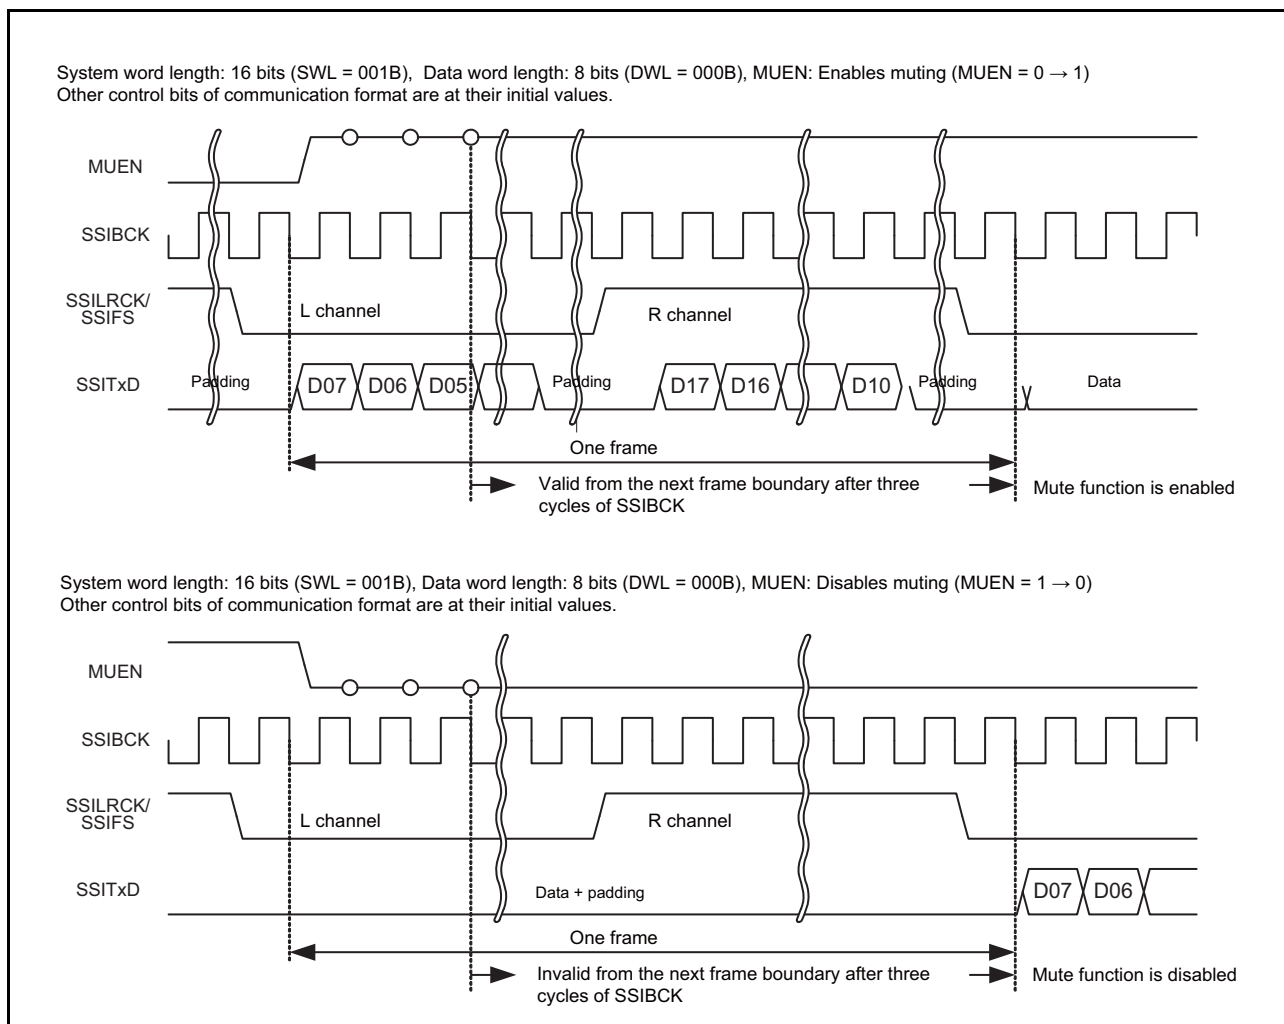 System word length: 16 bits (SWL = 001B), Data word length: 8 bits (DWL = 000B), MUEN: Enables muting (MUEN = 0 → 1)
Other control bits of communication format are at their initial values.
MUEN
SSIBCK
SSILRCK/
SSIFS
L channel
R channel
SSITxD
Padding
D07
D06
D05
Padding
D17
D16
D10
Padding
Data
One frame
Valid from the next frame boundary after three
cycles of SSIBCK
Mute function is enabled
System word length: 16 bits (SWL = 001B), Data word length: 8 bits (DWL = 000B), MUEN: Disables muting (MUEN = 1 → 0)
Other control bits of communication format are at their initial values.
MUEN
SSIBCK
SSILRCK/
SSIFS
L channel
R channel
SSITxD
Data + padding
D07
D06
One frame
Invalid from the next frame boundary after three
cycles of SSIBCK
Mute function is disabled